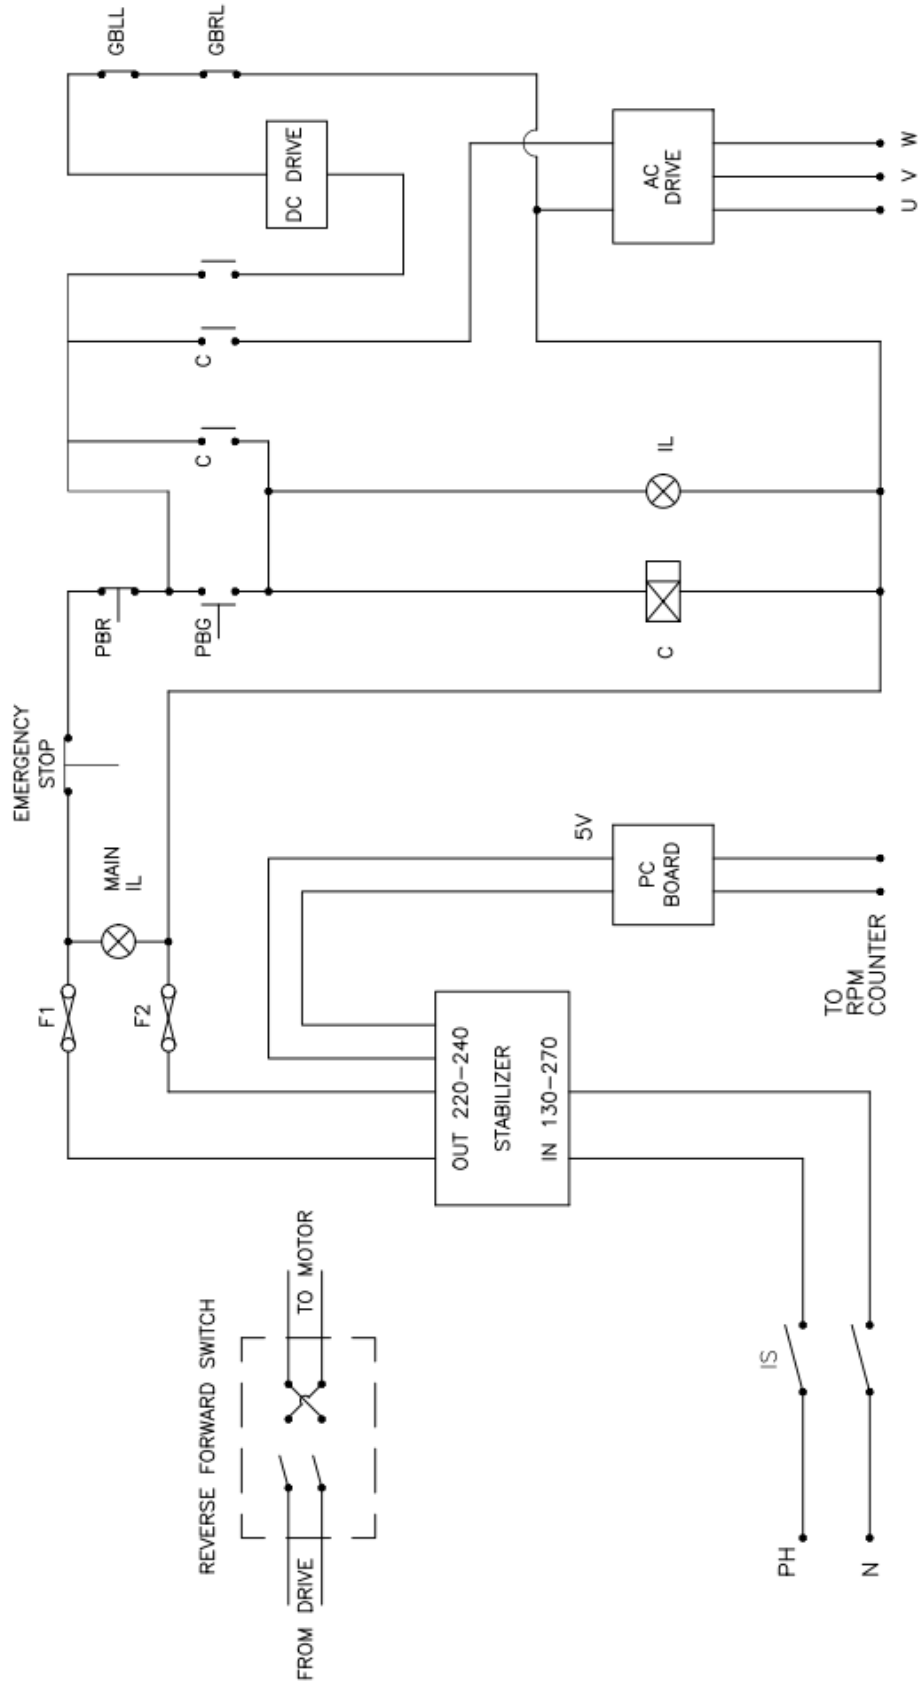 EMERGENCY
STOP
F1
MAIN
IL
F2
PBR
PBG
C
C
GBLL
GBRL
DC DRIVE
REVERSE FORWARD SWITCH
FROM DRIVE
TO MOTOR
OUT 220-240
STABILIZER
IN 130-270
5V
PC
BOARD
C
IL
AC
DRIVE
IS
PH
N
TO
RPM
COUNTER
U
V
W